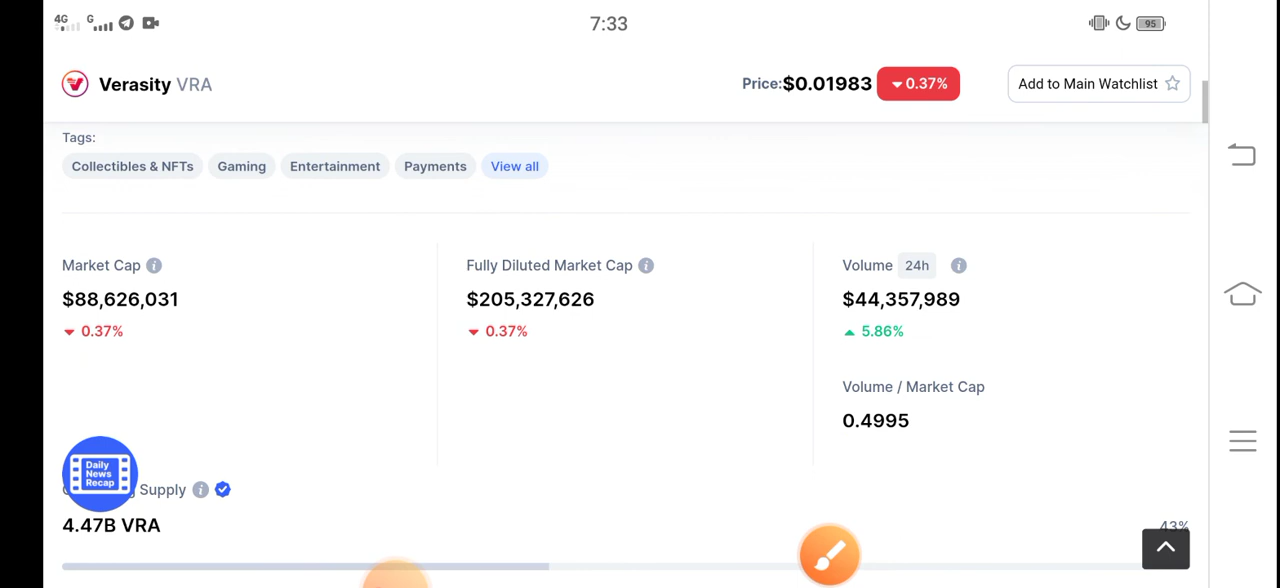 4G G 7:33 95
Verasity VRA Price:$0.01983 0.37% Add to Main Watchlist
Tags:
Collectibles & NFTs Gaming Entertainment Payments View all
Market Cap Fully Diluted Market Cap Volume 24h
$88,626,031 $205,327,626 $44,357,989
0.37% 0.37% 5.86%
Volume / Market Cap
0.4995
Daily
News
Recap
Supply
4.47B VRA 43%